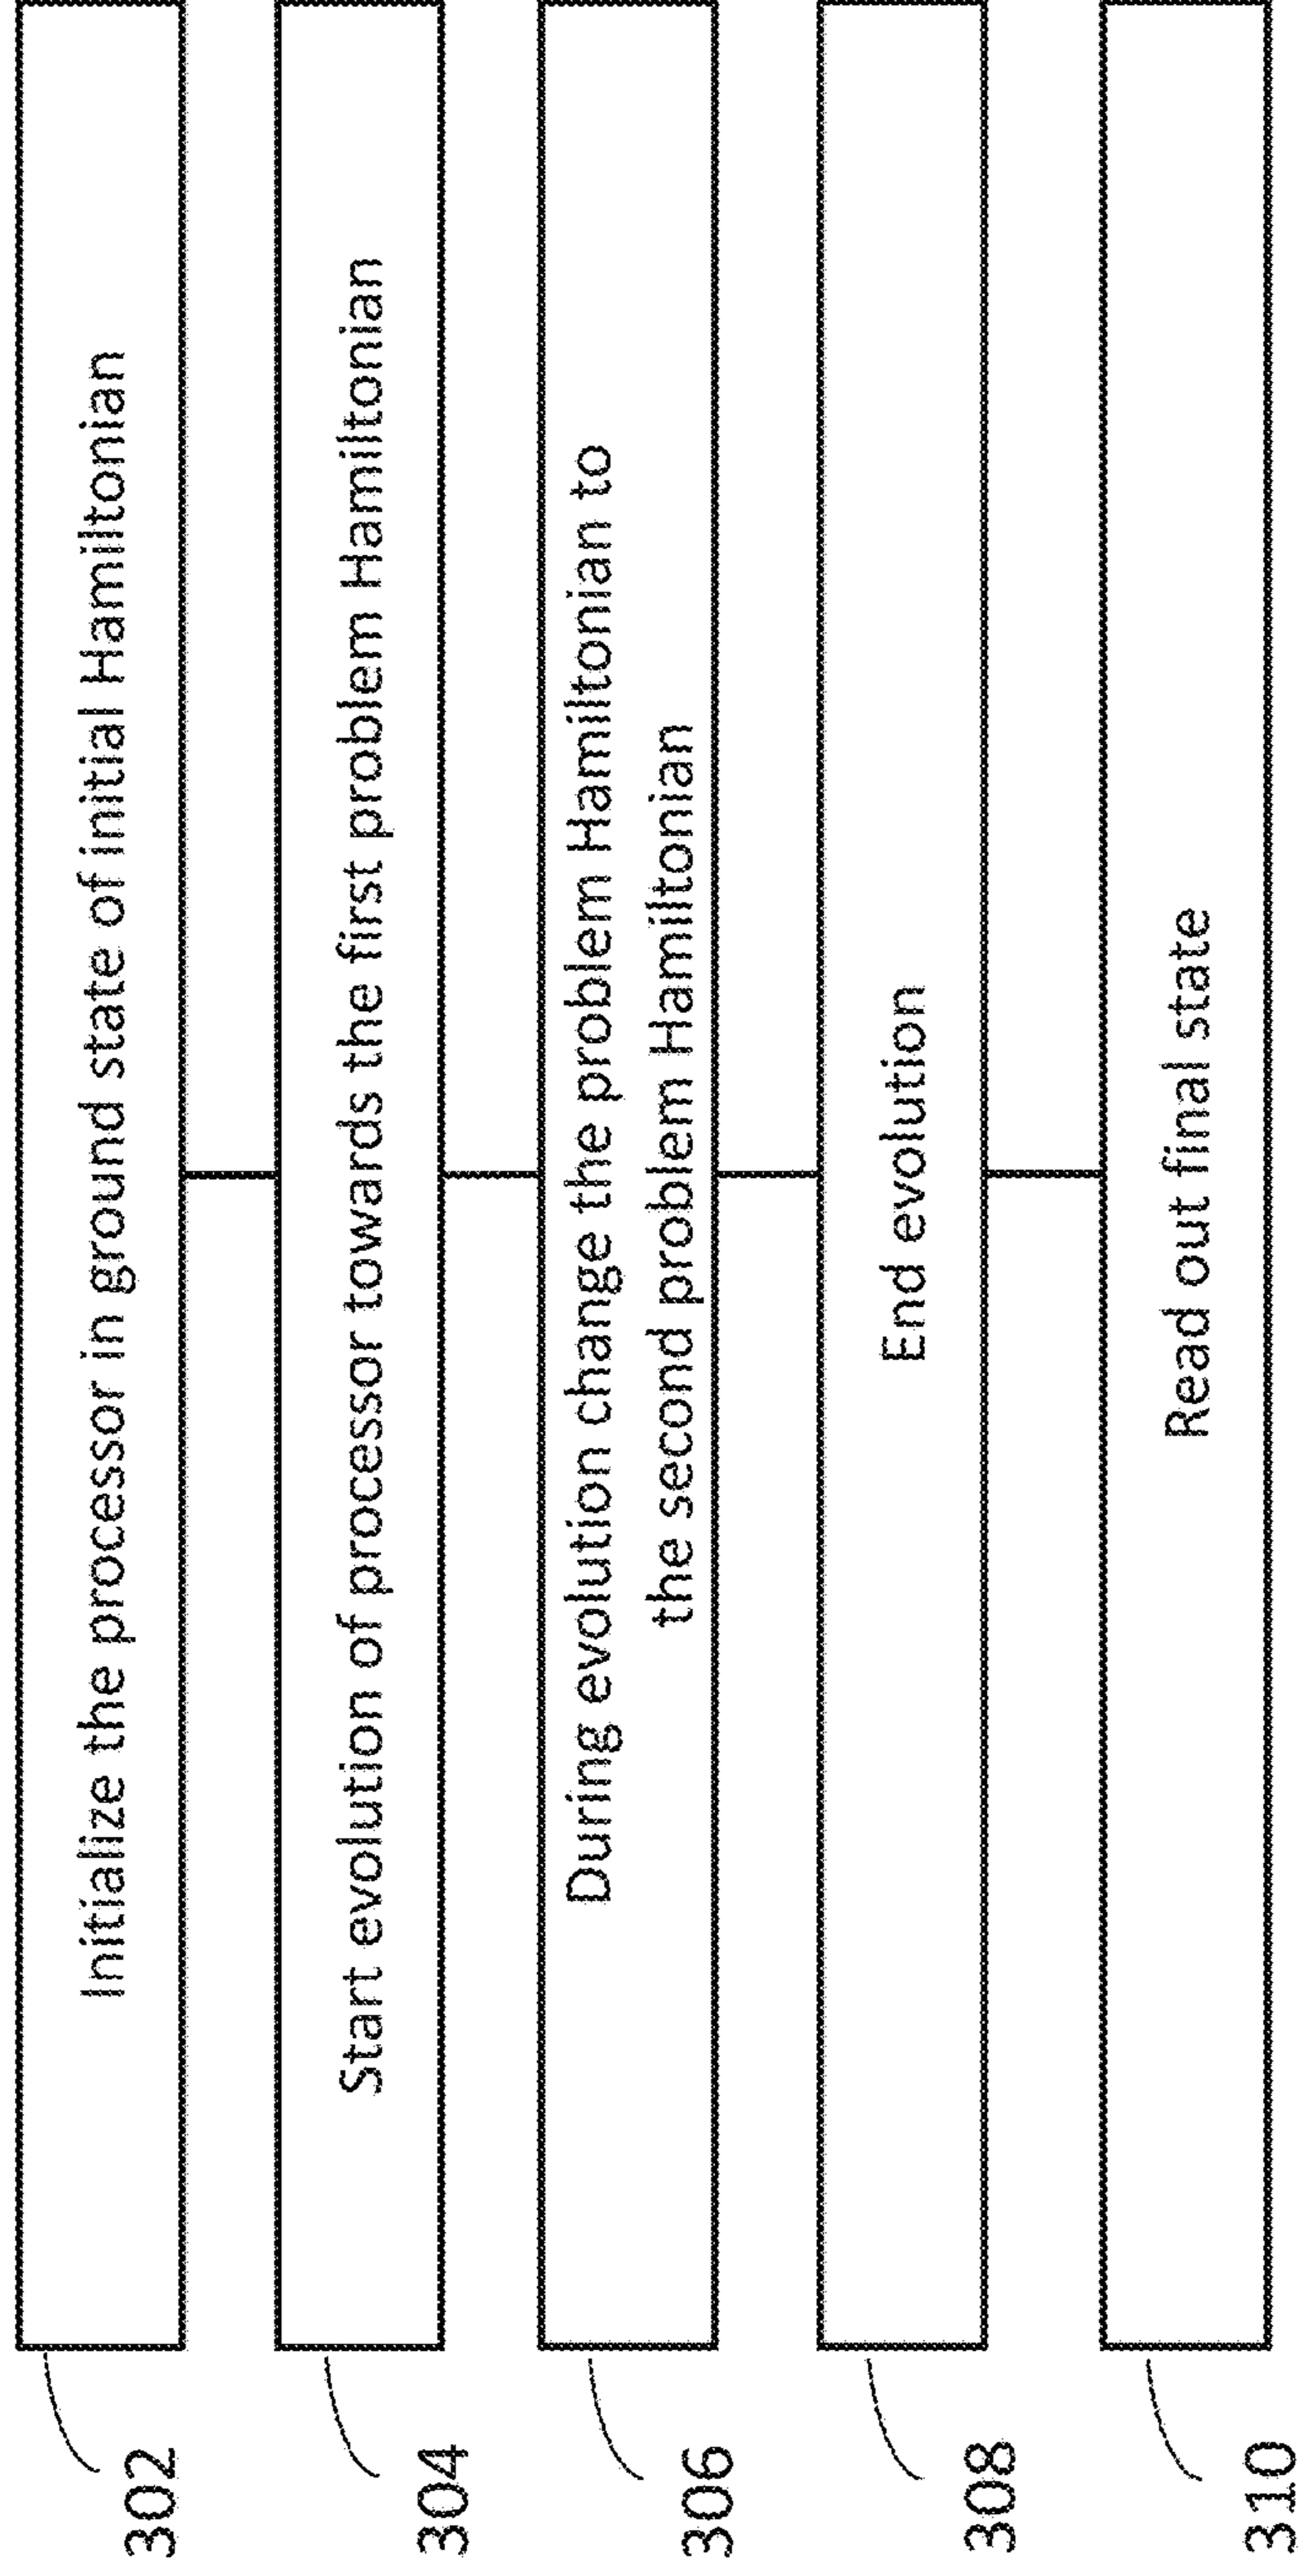 302
Initialize the processor in ground state of initial Hamiltonian
304
Start evolution of processor towards the first problem Hamiltonian
306
During evolution change the problem Hamiltonian to
the second problem Hamiltonian
308
End evolution
310
Read out final state